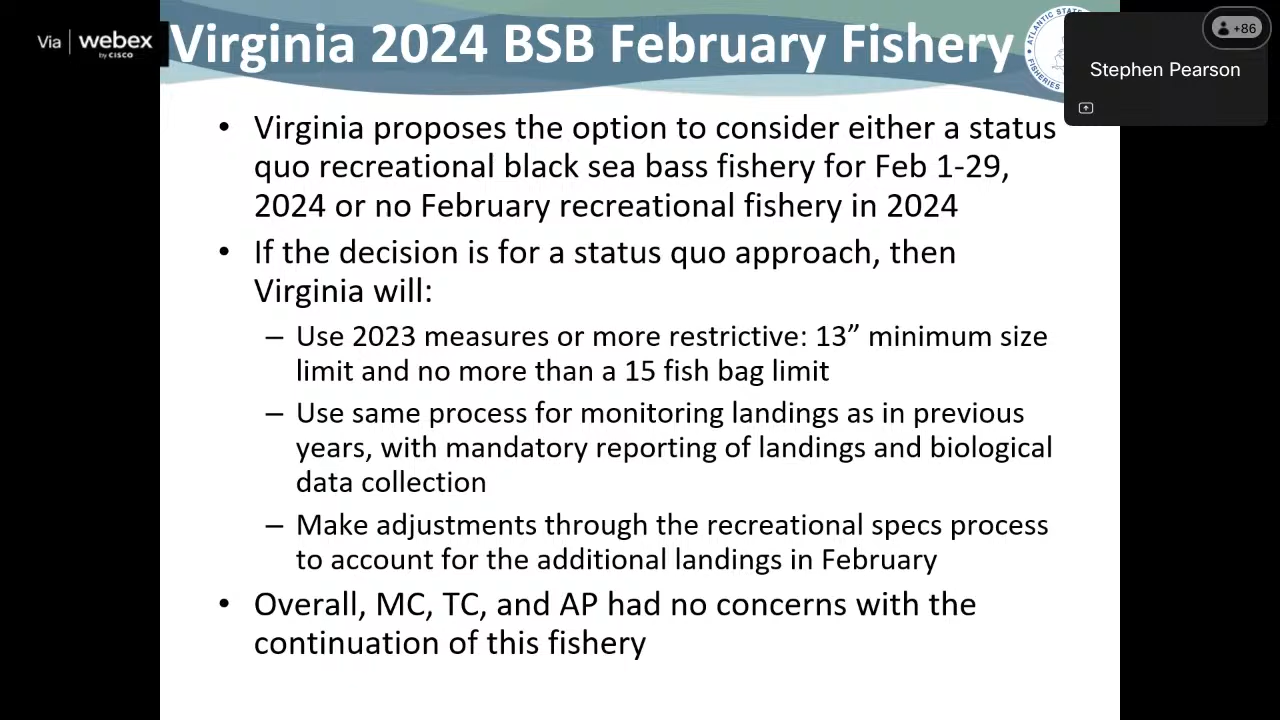 Via | webex
by CISCO
Virginia 2024 BSB February Fishery
ATLANTIC STATE
FISHERIES
+86
Stephen Pearson
• Virginia proposes the option to consider either a status
quo recreational black sea bass fishery for Feb 1-29,
2024 or no February recreational fishery in 2024
• If the decision is for a status quo approach, then
Virginia will:
– Use 2023 measures or more restrictive: 13” minimum size
limit and no more than a 15 fish bag limit
– Use same process for monitoring landings as in previous
years, with mandatory reporting of landings and biological
data collection
– Make adjustments through the recreational specs process
to account for the additional landings in February
• Overall, MC, TC, and AP had no concerns with the
continuation of this fishery